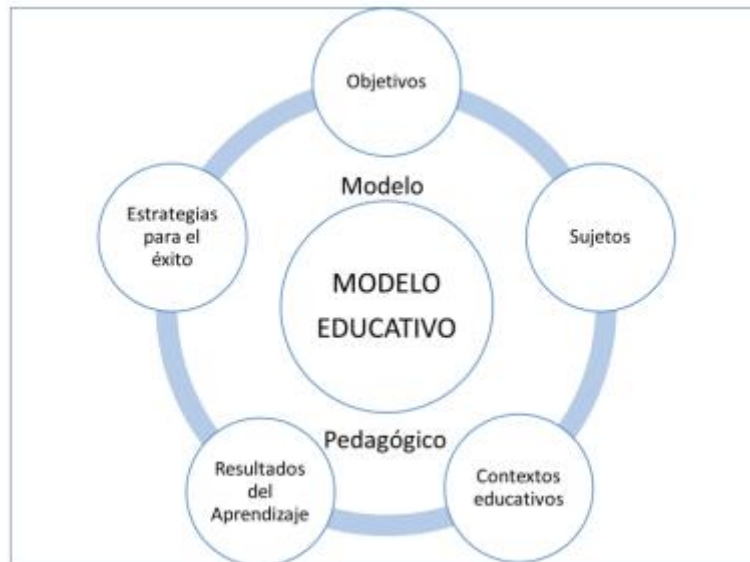 Objetivos
Modelo
Estrategias
para el
éxito
Sujetos
MODELO
EDUCATIVO
Pedagógico
Resultados
del
Aprendizaje
Contextos
educativos